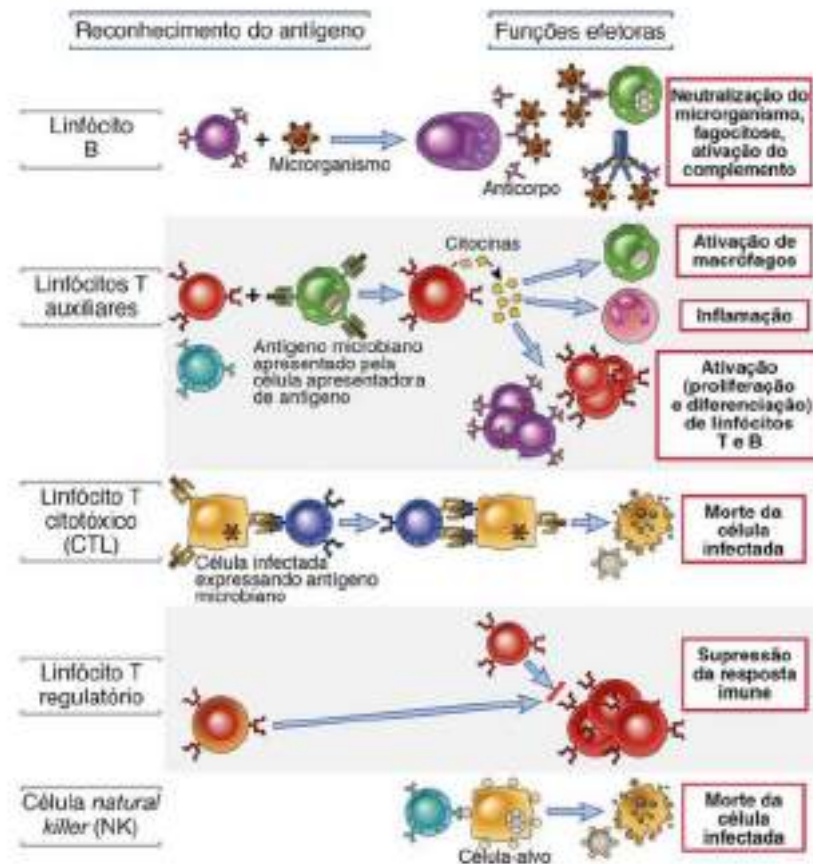 Reconhecimento do antígeno
Funções efetoras
Linfócito
B
Microrganismo
Anticorpo
Neutralização do
microrganismo,
fagocitose,
ativação do
complemento
Linfócitos T
auxiliares
Antígeno microbiano
apresentado pela
célula apresentadora
de antígeno
Citocinas
Ativação de
macrófagos
Inflamação
Ativação
(proliferação
e diferenciação)
de linfócitos
T e B
Linfócito T
citotóxico
(CTL)
Célula infectada
expressando antígeno
microbiano
Morte da
célula
infectada
Linfócito T
regulatório
Supressão
da resposta
imune
Célula natural
killer (NK)
Célula-alvo
Morte da
célula
infectada